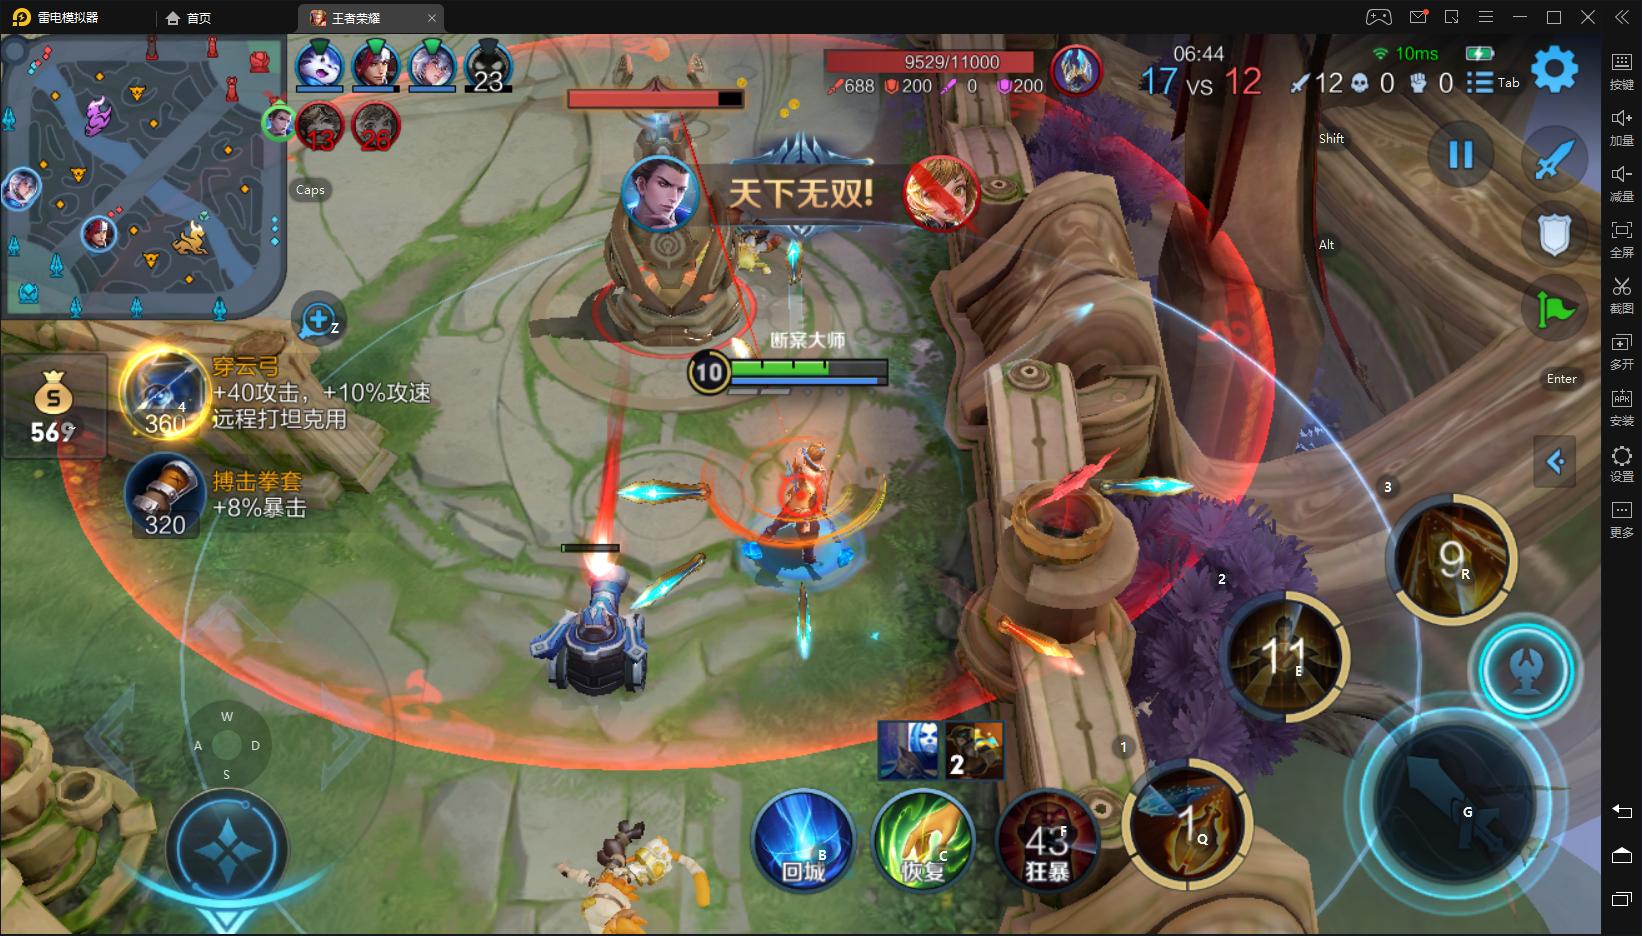 雷电模拟器
首页
王者荣耀
23
13
26
Caps
Z
9529/11000
688 200 0 200
06:44
17 VS 12
10ms
12 0 0
Tab
Shift
Alt
Enter
天下无双!
断案大师
10
穿云弓
+40攻击，+10%攻速
远程打坦克用
4
360
569
搏击拳套
+8%暴击
320
W
A
D
S
2
B
回城
C
恢复
43
F
狂暴
1
1
Q
2
11
E
3
9
R
G
按键
加量
减量
全屏
截图
多开
APK
安装
设置
更多